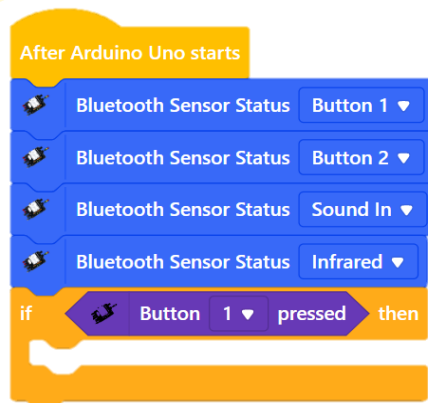 After Arduino Uno starts
Bluetooth Sensor Status Button 1
Bluetooth Sensor Status Button 2
Bluetooth Sensor Status Sound In
Bluetooth Sensor Status Infrared
if Button 1 pressed then